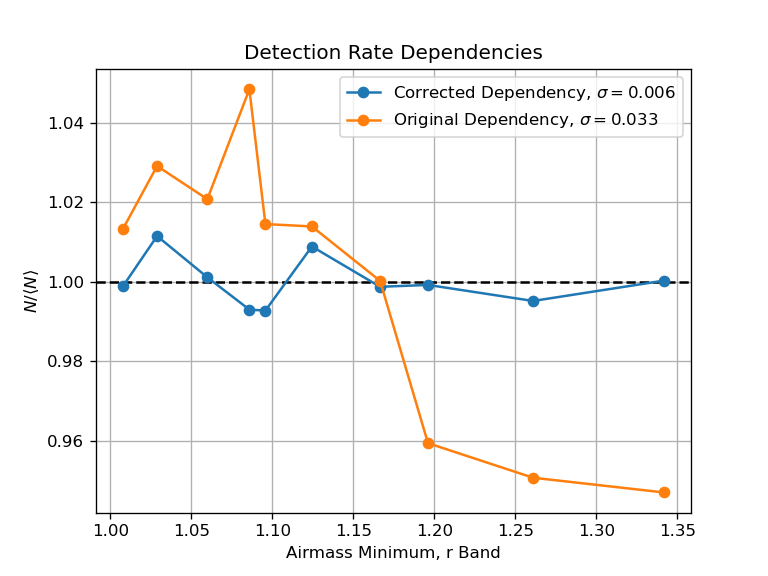 Detection Rate Dependencies
Corrected Dependency, σ = 0.006
Original Dependency, σ = 0.033
N/⟨N⟩
1.04
1.02
1.00
0.98
0.96
1.00 1.05 1.10 1.15 1.20 1.25 1.30 1.35
Airmass Minimum, r Band